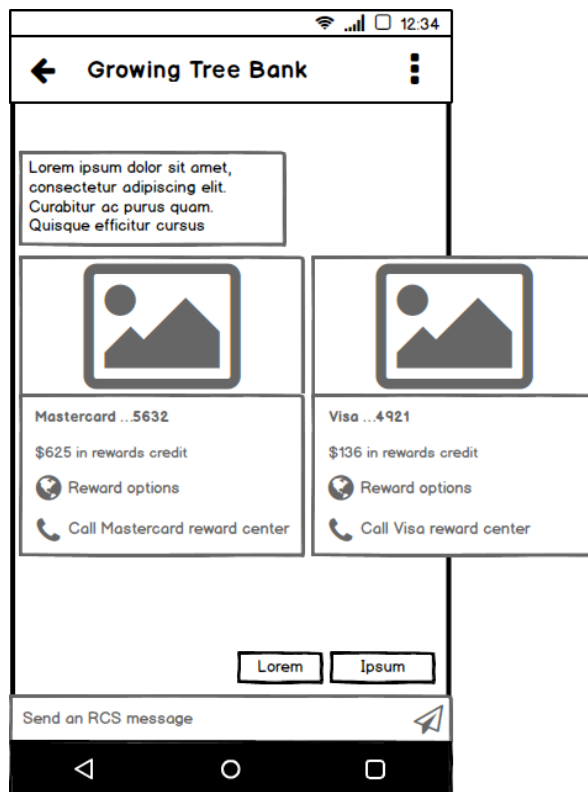 12:34
Growing Tree Bank
Lorem ipsum dolor sit amet,
consectetur adipiscing elit.
Curabitur ac purus quam.
Quisque efficitur cursus
Mastercard ...5632
$625 in rewards credit
Reward options
Call Mastercard reward center
Visa ...4921
$136 in rewards credit
Reward options
Call Visa reward center
Lorem
Ipsum
Send an RCS message